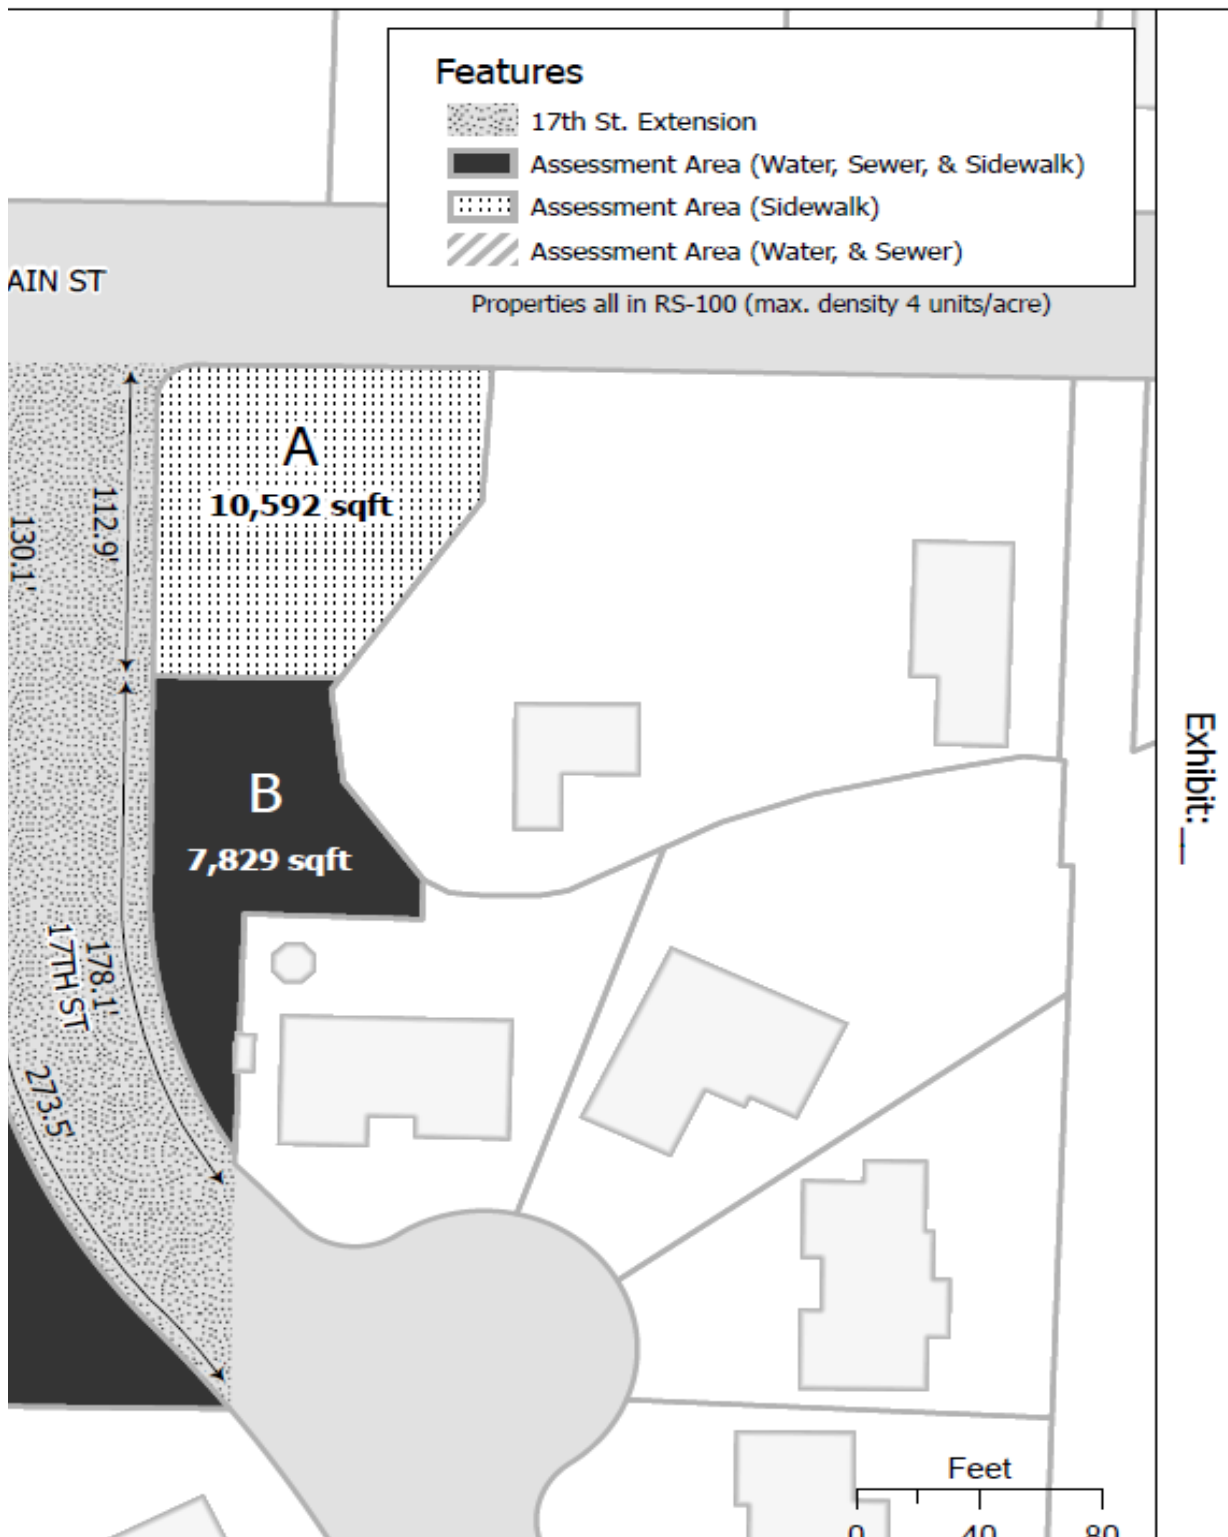 Features
17th St. Extension
Assessment Area (Water, Sewer, & Sidewalk)
Assessment Area (Sidewalk)
Assessment Area (Water, & Sewer)
AIN ST
Properties all in RS-100 (max. density 4 units/acre)
A
10,592 sqft
112.9'
130.1'
B
7,829 sqft
178.1'
17TH ST
273.5'
Exhibit:__
Feet
0 40 80